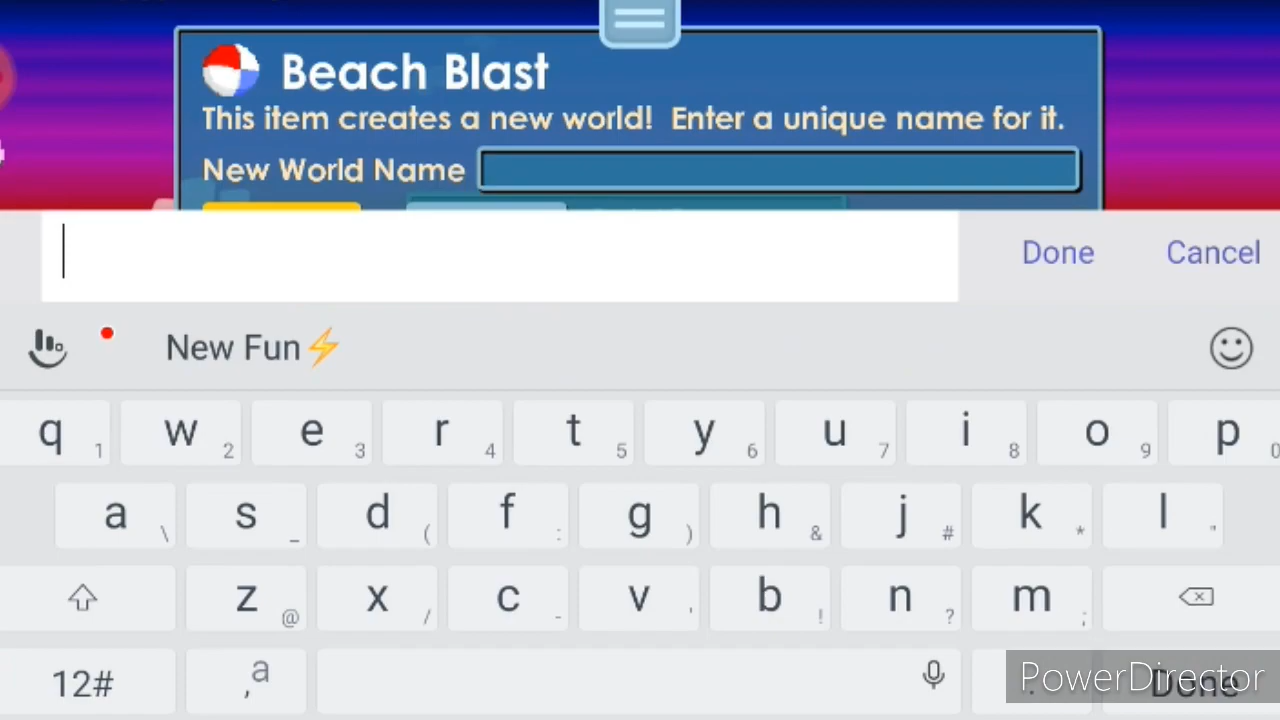 Beach Blast
This item creates a new world! Enter a unique name for it.
New World Name
Done Cancel
New Fun⚡
q 1 w 2 e 3 r 4 t 5 y 6 u 7 i 8 o 9 p 0
a \ s _ d ( f : g ) h & j # k * l "
z @ x / c - v ' b ! n ? m ;
12# , a . Done
PowerDirector